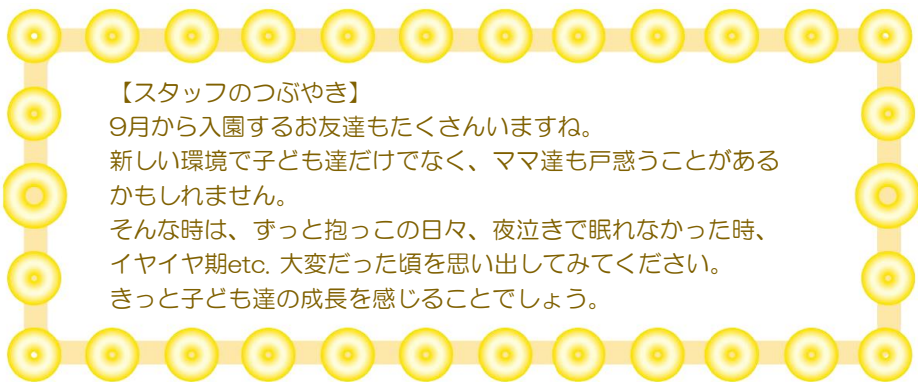 【スタッフのつぶやき】
9月から入園するお友達もたくさんいますね。
新しい環境で子ども達だけでなく、ママ達も戸惑うことがある
かもしれません。
そんな時は、ずっと抱っこの日々、夜泣きで眠れなかった時、
イヤイヤ期etc. 大変だった頃を思い出してみてください。
きっと子ども達の成長を感じることでしょう。